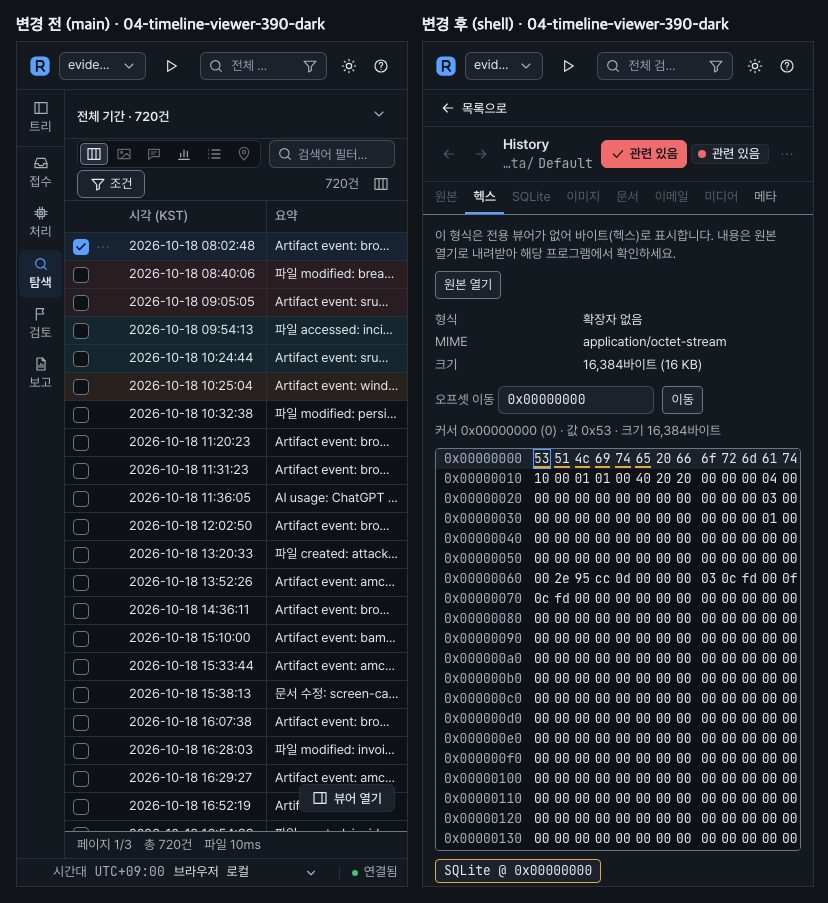 변경 전 (main) · 04-timeline-viewer-390-dark
R
evide...
전체 ...
트리
접수
처리
탐색
검토
보고
전체 기간 · 720건
검색어 필터...
조건
720건
시각 (KST) 요약
2026-10-18 08:02:48 Artifact event: bro...
2026-10-18 08:40:06 파일 modified: brea...
2026-10-18 09:05:05 Artifact event: sru...
2026-10-18 09:54:13 파일 accessed: inci...
2026-10-18 10:24:44 Artifact event: sru...
2026-10-18 10:25:04 Artifact event: wind...
2026-10-18 10:32:38 파일 modified: persi...
2026-10-18 11:20:23 Artifact event: bro...
2026-10-18 11:31:23 Artifact event: bro...
2026-10-18 11:36:05 AI usage: ChatGPT ...
2026-10-18 12:02:50 Artifact event: bro...
2026-10-18 13:20:33 파일 created: attack...
2026-10-18 13:52:26 Artifact event: amc...
2026-10-18 14:36:11 Artifact event: bro...
2026-10-18 15:10:00 Artifact event: bam...
2026-10-18 15:33:44 Artifact event: amc...
2026-10-18 15:38:13 문서 수정: screen-ca...
2026-10-18 16:07:38 Artifact event: bro...
2026-10-18 16:28:03 파일 modified: invoi...
2026-10-18 16:29:27 Artifact event: amc...
2026-10-18 16:52:19 Artif
뷰어 열기
페이지 1/3 총 720건 파일 10ms
시간대 UTC+09:00 브라우저 로컬
연결됨
변경 후 (shell) · 04-timeline-viewer-390-dark
R
evid...
전체 검...
목록으로
History
…ta/ Default
관련 있음
관련 있음
원본 헥스 SQLite 이미지 문서 이메일 미디어 메타
이 형식은 전용 뷰어가 없어 바이트(헥스)로 표시합니다. 내용은 원본
열기로 내려받아 해당 프로그램에서 확인하세요.
원본 열기
형식 확장자 없음
MIME application/octet-stream
크기 16,384바이트 (16 KB)
오프셋 이동 0x00000000 이동
커서 0x00000000 (0) · 값 0x53 · 크기 16,384바이트
0x00000000 53 51 4c 69 74 65 20 66 6f 72 6d 61 74
0x00000010 10 00 01 01 00 40 20 20 00 00 00 04 00
0x00000020 00 00 00 00 00 00 00 00 00 00 00 03 00
0x00000030 00 00 00 00 00 00 00 00 00 00 00 01 00
0x00000040 00 00 00 00 00 00 00 00 00 00 00 00 00
0x00000050 00 00 00 00 00 00 00 00 00 00 00 00 00
0x00000060 00 2e 95 cc 0d 00 00 00 03 0c fd 00 0f
0x00000070 0c fd 00 00 00 00 00 00 00 00 00 00 00
0x00000080 00 00 00 00 00 00 00 00 00 00 00 00 00
0x00000090 00 00 00 00 00 00 00 00 00 00 00 00 00
0x000000a0 00 00 00 00 00 00 00 00 00 00 00 00 00
0x000000b0 00 00 00 00 00 00 00 00 00 00 00 00 00
0x000000c0 00 00 00 00 00 00 00 00 00 00 00 00 00
0x000000d0 00 00 00 00 00 00 00 00 00 00 00 00 00
0x000000e0 00 00 00 00 00 00 00 00 00 00 00 00 00
0x000000f0 00 00 00 00 00 00 00 00 00 00 00 00 00
0x00000100 00 00 00 00 00 00 00 00 00 00 00 00 00
0x00000110 00 00 00 00 00 00 00 00 00 00 00 00 00
0x00000120 00 00 00 00 00 00 00 00 00 00 00 00 00
0x00000130 00 00 00 00 00 00 00 00 00 00 00 00 00
SQLite @ 0x00000000